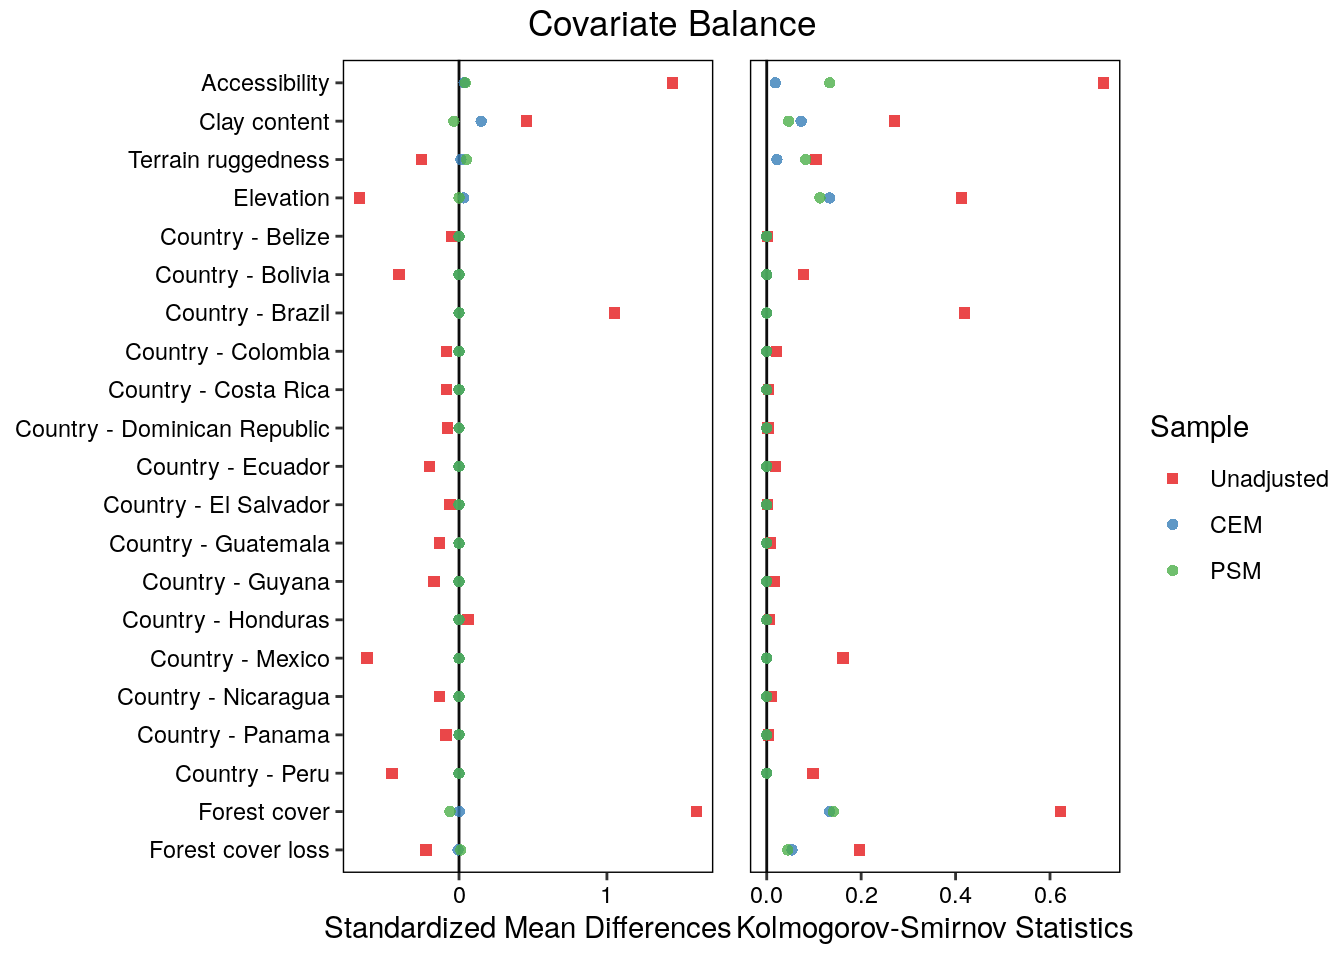 Covariate Balance
Accessibility
Clay content
Terrain ruggedness
Elevation
Country - Belize
Country - Bolivia
Country - Brazil
Country - Colombia
Country - Costa Rica
Country - Dominican Republic
Country - Ecuador
Country - El Salvador
Country - Guatemala
Country - Guyana
Country - Honduras
Country - Mexico
Country - Nicaragua
Country - Panama
Country - Peru
Forest cover
Forest cover loss
0 1
Standardized Mean Differences
0.0 0.2 0.4 0.6
Kolmogorov-Smirnov Statistics
Sample
Unadjusted
CEM
PSM